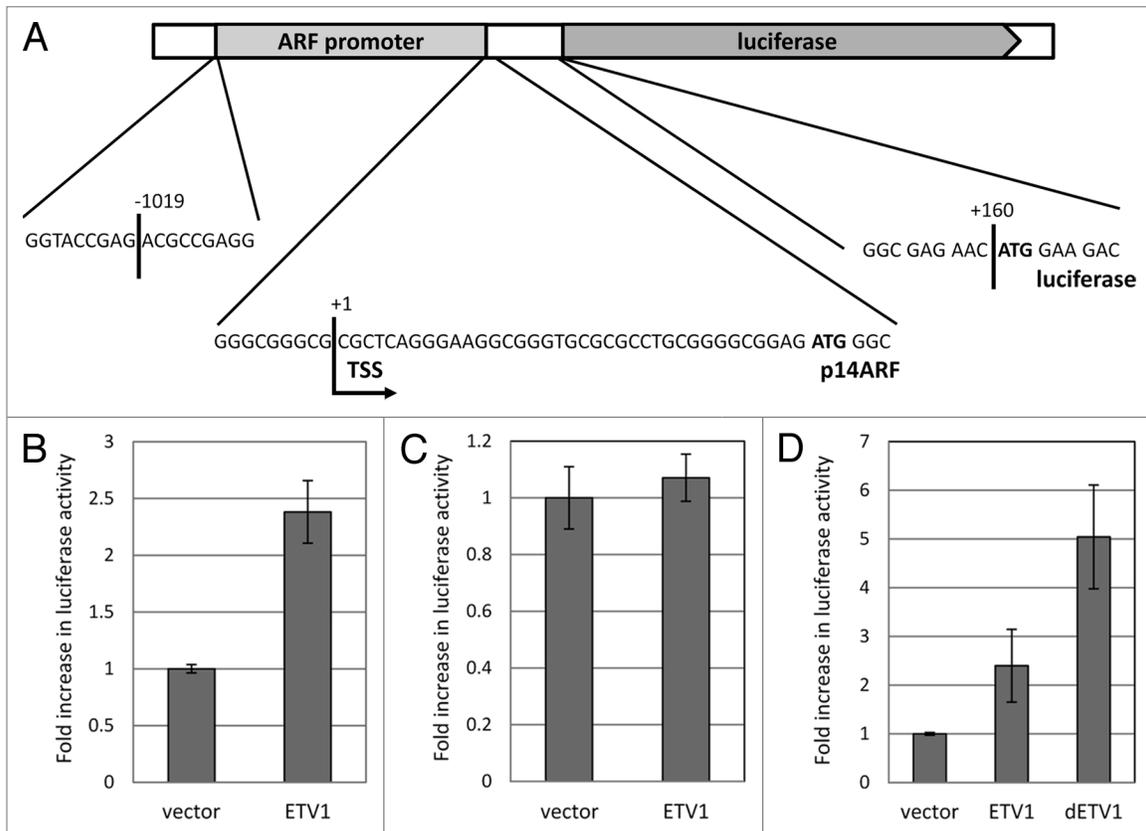 A
ARF promoter
luciferase
-1019
GGTACCGAG ACGCCGAGG
+160
GGC GAG AAC ATG GAA GAC
luciferase
+1
GGGCGGGCG CGCTCAGGGAAGGCGGGTGCGCGCCTGCGGGGCGGAG ATG GGC
TSS
p14ARF
B
Fold increase in luciferase activity
3
2.5
2
1.5
1
0.5
0
vector
ETV1
C
Fold increase in luciferase activity
1.2
1
0.8
0.6
0.4
0.2
0
vector
ETV1
D
Fold increase in luciferase activity
7
6
5
4
3
2
1
0
vector
ETV1
dETV1